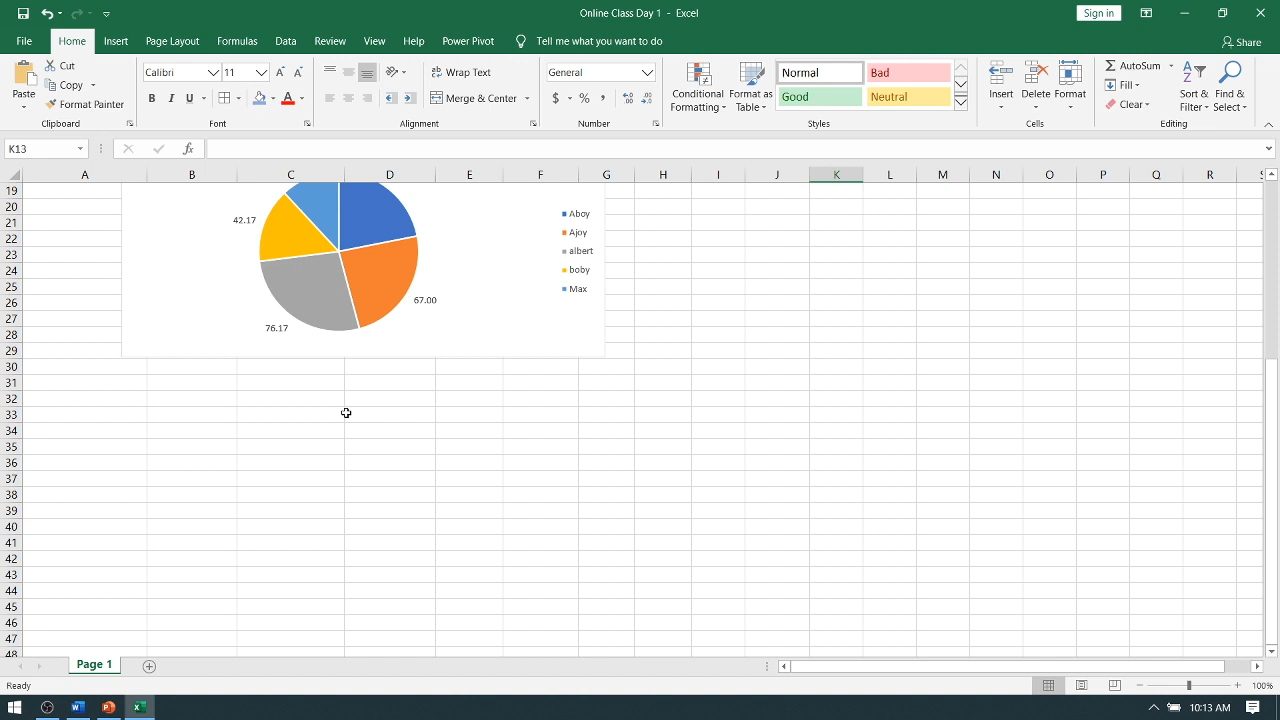 Online Class Day 1 - Excel
Sign in
File Home Insert Page Layout Formulas Data Review View Help Power Pivot Tell me what you want to do Share
Paste Cut Copy Format Painter
Calibri 11
B I U
Wrap Text
Merge & Center
General
$ % ,
Conditional Formatting
Format as Table
Normal Bad
Good Neutral
Insert Delete Format
AutoSum
Fill
Clear
Sort & Filter
Find & Select
Clipboard Font Alignment Number Styles Cells Editing
K13 fx
A B C D E F G H I J K L M N O P Q R S
19
20
21
22
23
24
25
26
27
28
29
30
31
32
33
34
35
36
37
38
39
40
41
42
43
44
45
46
47
48
42.17
67.00
76.17
Aboy
Ajoy
albert
boby
Max
Page 1
Ready 100%
10:13 AM